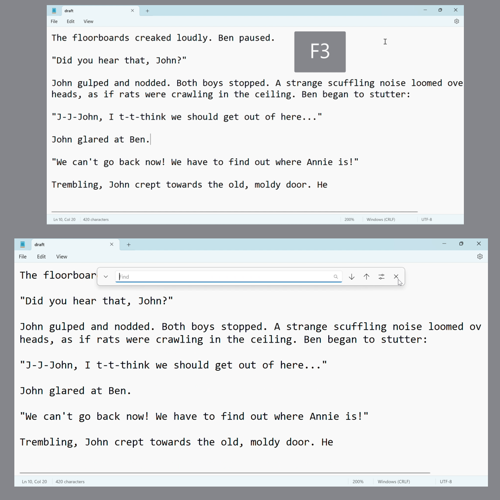 draft
File Edit View
The floorboards creaked loudly. Ben paused.
F3
"Did you hear that, John?"
John gulped and nodded. Both boys stopped. A strange scuffling noise loomed ove
heads, as if rats were crawling in the ceiling. Ben began to stutter:
"J-J-John, I t-t-think we should get out of here..."
John glared at Ben.
"We can't go back now! We have to find out where Annie is!"
Trembling, John crept towards the old, moldy door. He
Ln 10, Col 20 420 characters 200% Windows (CRLF) UTF-8
draft
File Edit View
The floorboar
Find
"Did you hear that, John?"
John gulped and nodded. Both boys stopped. A strange scuffling noise loomed ov
heads, as if rats were crawling in the ceiling. Ben began to stutter:
"J-J-John, I t-t-think we should get out of here..."
John glared at Ben.
"We can't go back now! We have to find out where Annie is!"
Trembling, John crept towards the old, moldy door. He
Ln 10, Col 20 420 characters 200% Windows (CRLF) UTF-8